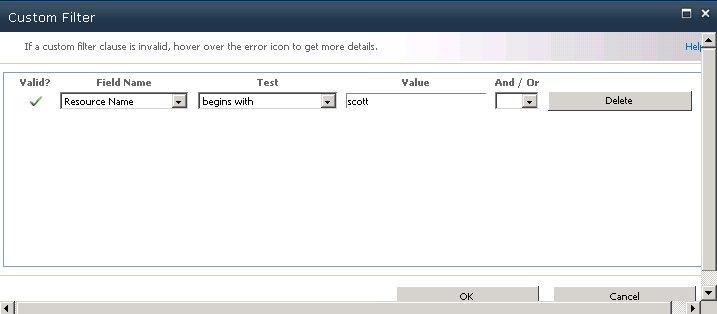 Custom Filter
If a custom filter clause is invalid, hover over the error icon to get more details.
Valid? Field Name Test Value And / Or
Resource Name begins with scott Delete
OK Cancel